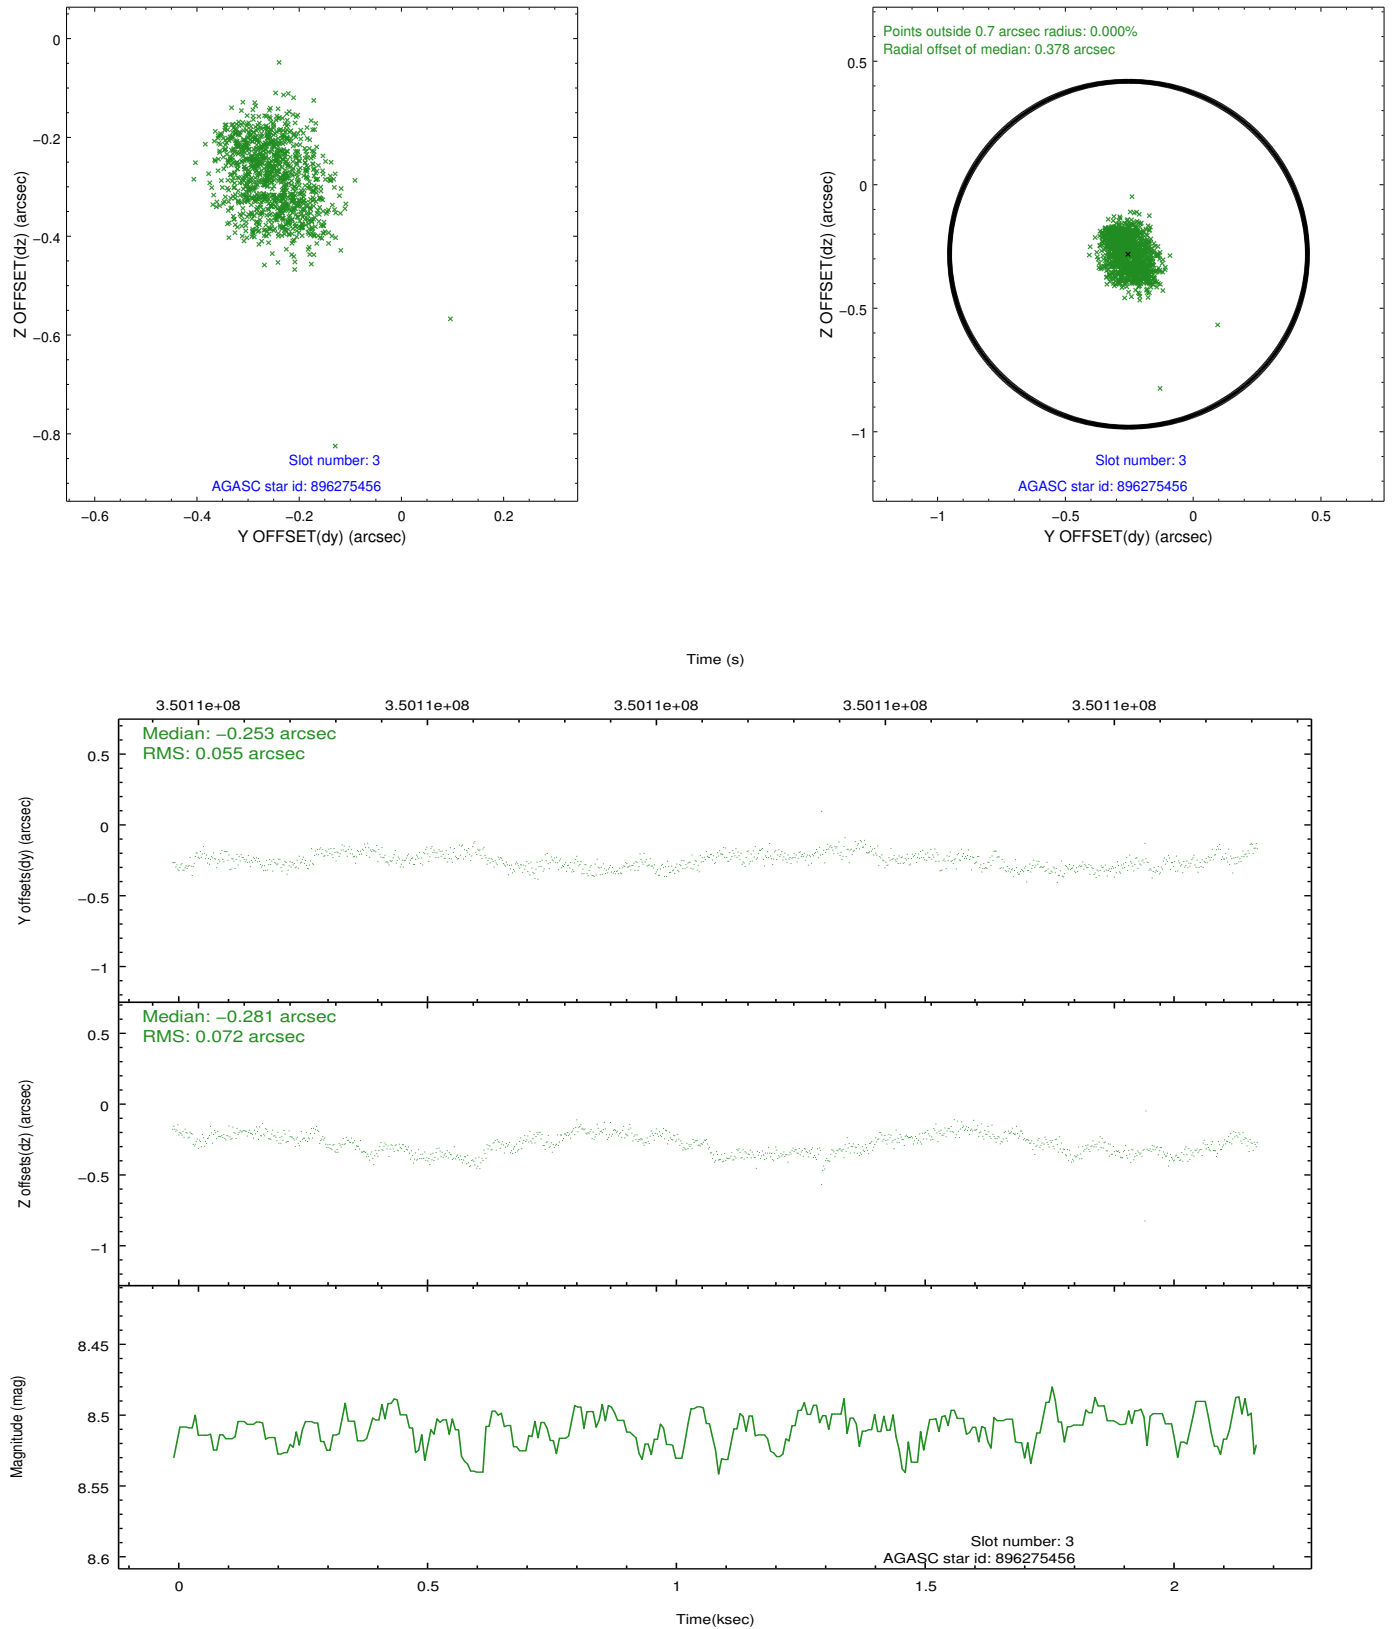 0
−0.2
−0.4
−0.6
−0.8
Z OFFSET(dz) (arcsec)
Slot number: 3
AGASC star id: 896275456
−0.6 −0.4 −0.2 0 0.2
Y OFFSET(dy) (arcsec)
Points outside 0.7 arcsec radius: 0.000%
Radial offset of median: 0.378 arcsec
0.5
0
−0.5
−1
Z OFFSET(dz) (arcsec)
Slot number: 3
AGASC star id: 896275456
−1 −0.5 0 0.5
Y OFFSET(dy) (arcsec)
Time (s)
3.5011e+08 3.5011e+08 3.5011e+08 3.5011e+08 3.5011e+08
Median: −0.253 arcsec
RMS: 0.055 arcsec
0.5
0
−0.5
−1
Y offsets(dy) (arcsec)
Median: −0.281 arcsec
RMS: 0.072 arcsec
0.5
0
−0.5
−1
Z offsets(dz) (arcsec)
8.45
8.5
8.55
8.6
Magnitude (mag)
Slot number: 3
AGASC star id: 896275456
0 0.5 1 1.5 2
Time(ksec)